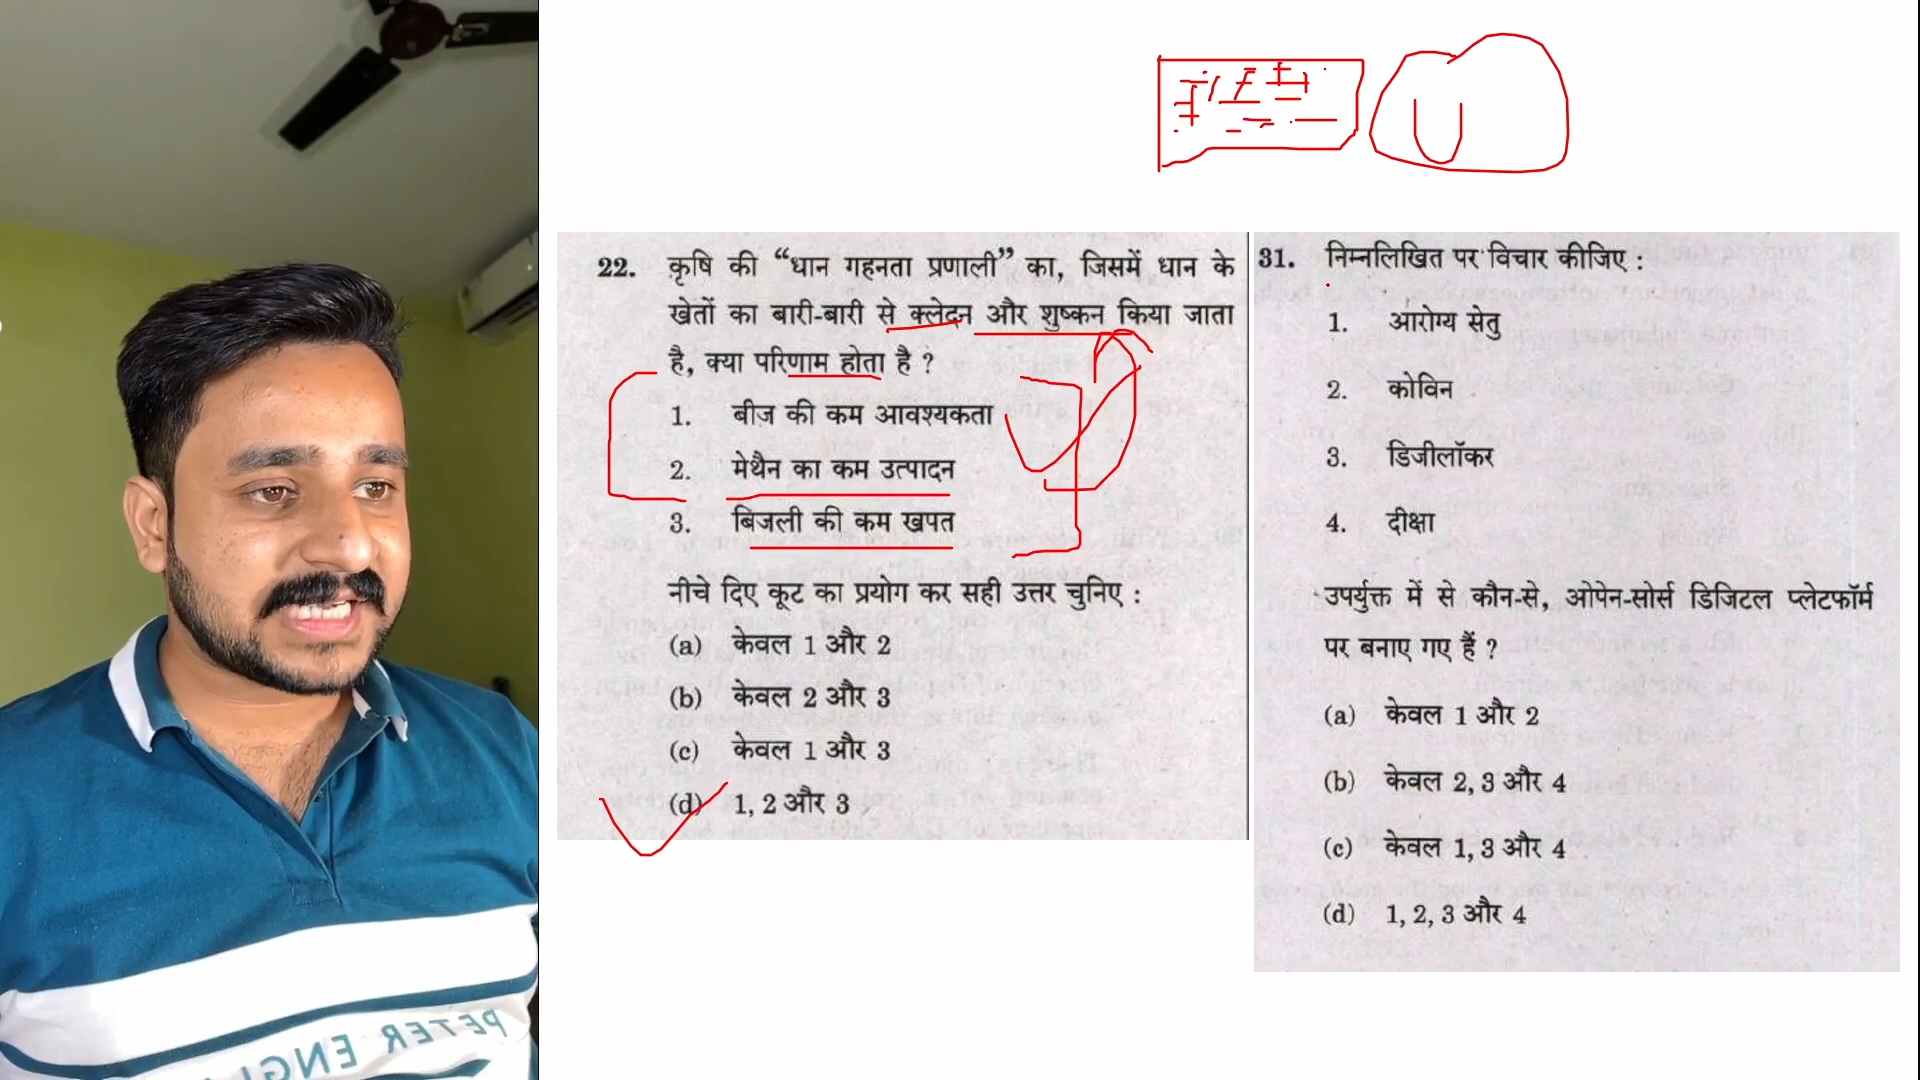 22. कृषि की “धान गहनता प्रणाली” का, जिसमें धान के
खेतों का बारी-बारी से क्लेदन और शुष्कन किया जाता
है, क्या परिणाम होता है ?
1. बीज की कम आवश्यकता
2. मेथैन का कम उत्पादन
3. बिजली की कम खपत
नीचे दिए कूट का प्रयोग कर सही उत्तर चुनिए :
(a) केवल 1 और 2
(b) केवल 2 और 3
(c) केवल 1 और 3
(d) 1, 2 और 3
31. निम्नलिखित पर विचार कीजिए :
1. आरोग्य सेतु
2. कोविन
3. डिजीलॉकर
4. दीक्षा
उपर्युक्त में से कौन-से, ओपेन-सोर्स डिजिटल प्लेटफॉर्म
पर बनाए गए हैं ?
(a) केवल 1 और 2
(b) केवल 2, 3 और 4
(c) केवल 1, 3 और 4
(d) 1, 2, 3 और 4
PETER ENGL